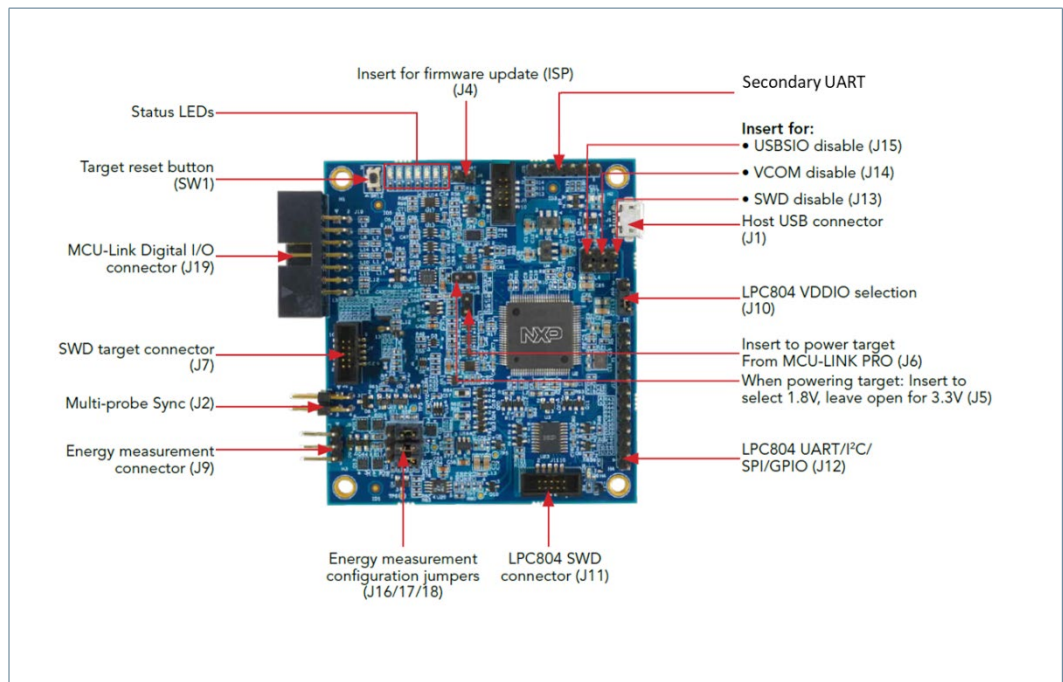 Insert for firmware update (ISP)
(J4)
Secondary UART
Status LEDs
Insert for:
• USBSIO disable (J15)
• VCOM disable (J14)
• SWD disable (J13)
Host USB connector
(J1)
Target reset button
(SW1)
MCU-Link Digital I/O
connector (J19)
LPC804 VDDIO selection
(J10)
NXP
SWD target connector
(J7)
Insert to power target
From MCU-LINK PRO (J6)
When powering target: Insert to
select 1.8V, leave open for 3.3V (J5)
Multi-probe Sync (J2)
Energy measurement
connector (J9)
LPC804 UART/I²C/
SPI/GPIO (J12)
Energy measurement
configuration jumpers
(J16/17/18)
LPC804 SWD
connector (J11)